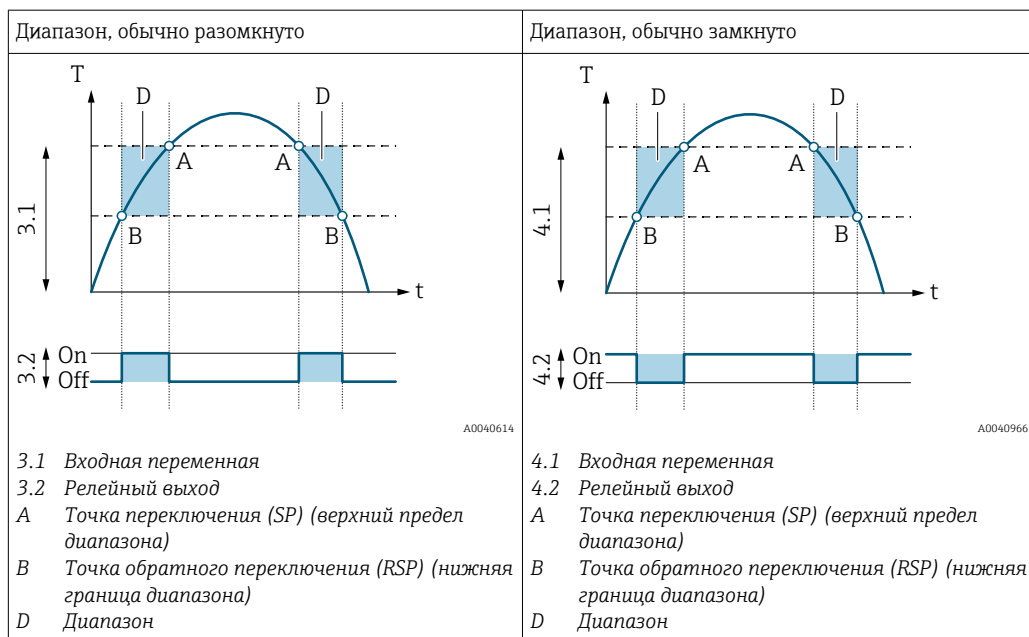 Диапазон, обычно разомкнуто
T
D
D
A
A
3.1
B
B
t
3.2
On
Off
A0040614
3.1 Входная переменная
3.2 Релейный выход
A Точка переключения (SP) (верхний предел
диапазона)
B Точка обратного переключения (RSP) (нижняя
граница диапазона)
D Диапазон
Диапазон, обычно замкнуто
T
D
D
A
A
4.1
B
B
t
4.2
On
Off
A0040966
4.1 Входная переменная
4.2 Релейный выход
A Точка переключения (SP) (верхний предел
диапазона)
B Точка обратного переключения (RSP) (нижняя
граница диапазона)
D Диапазон